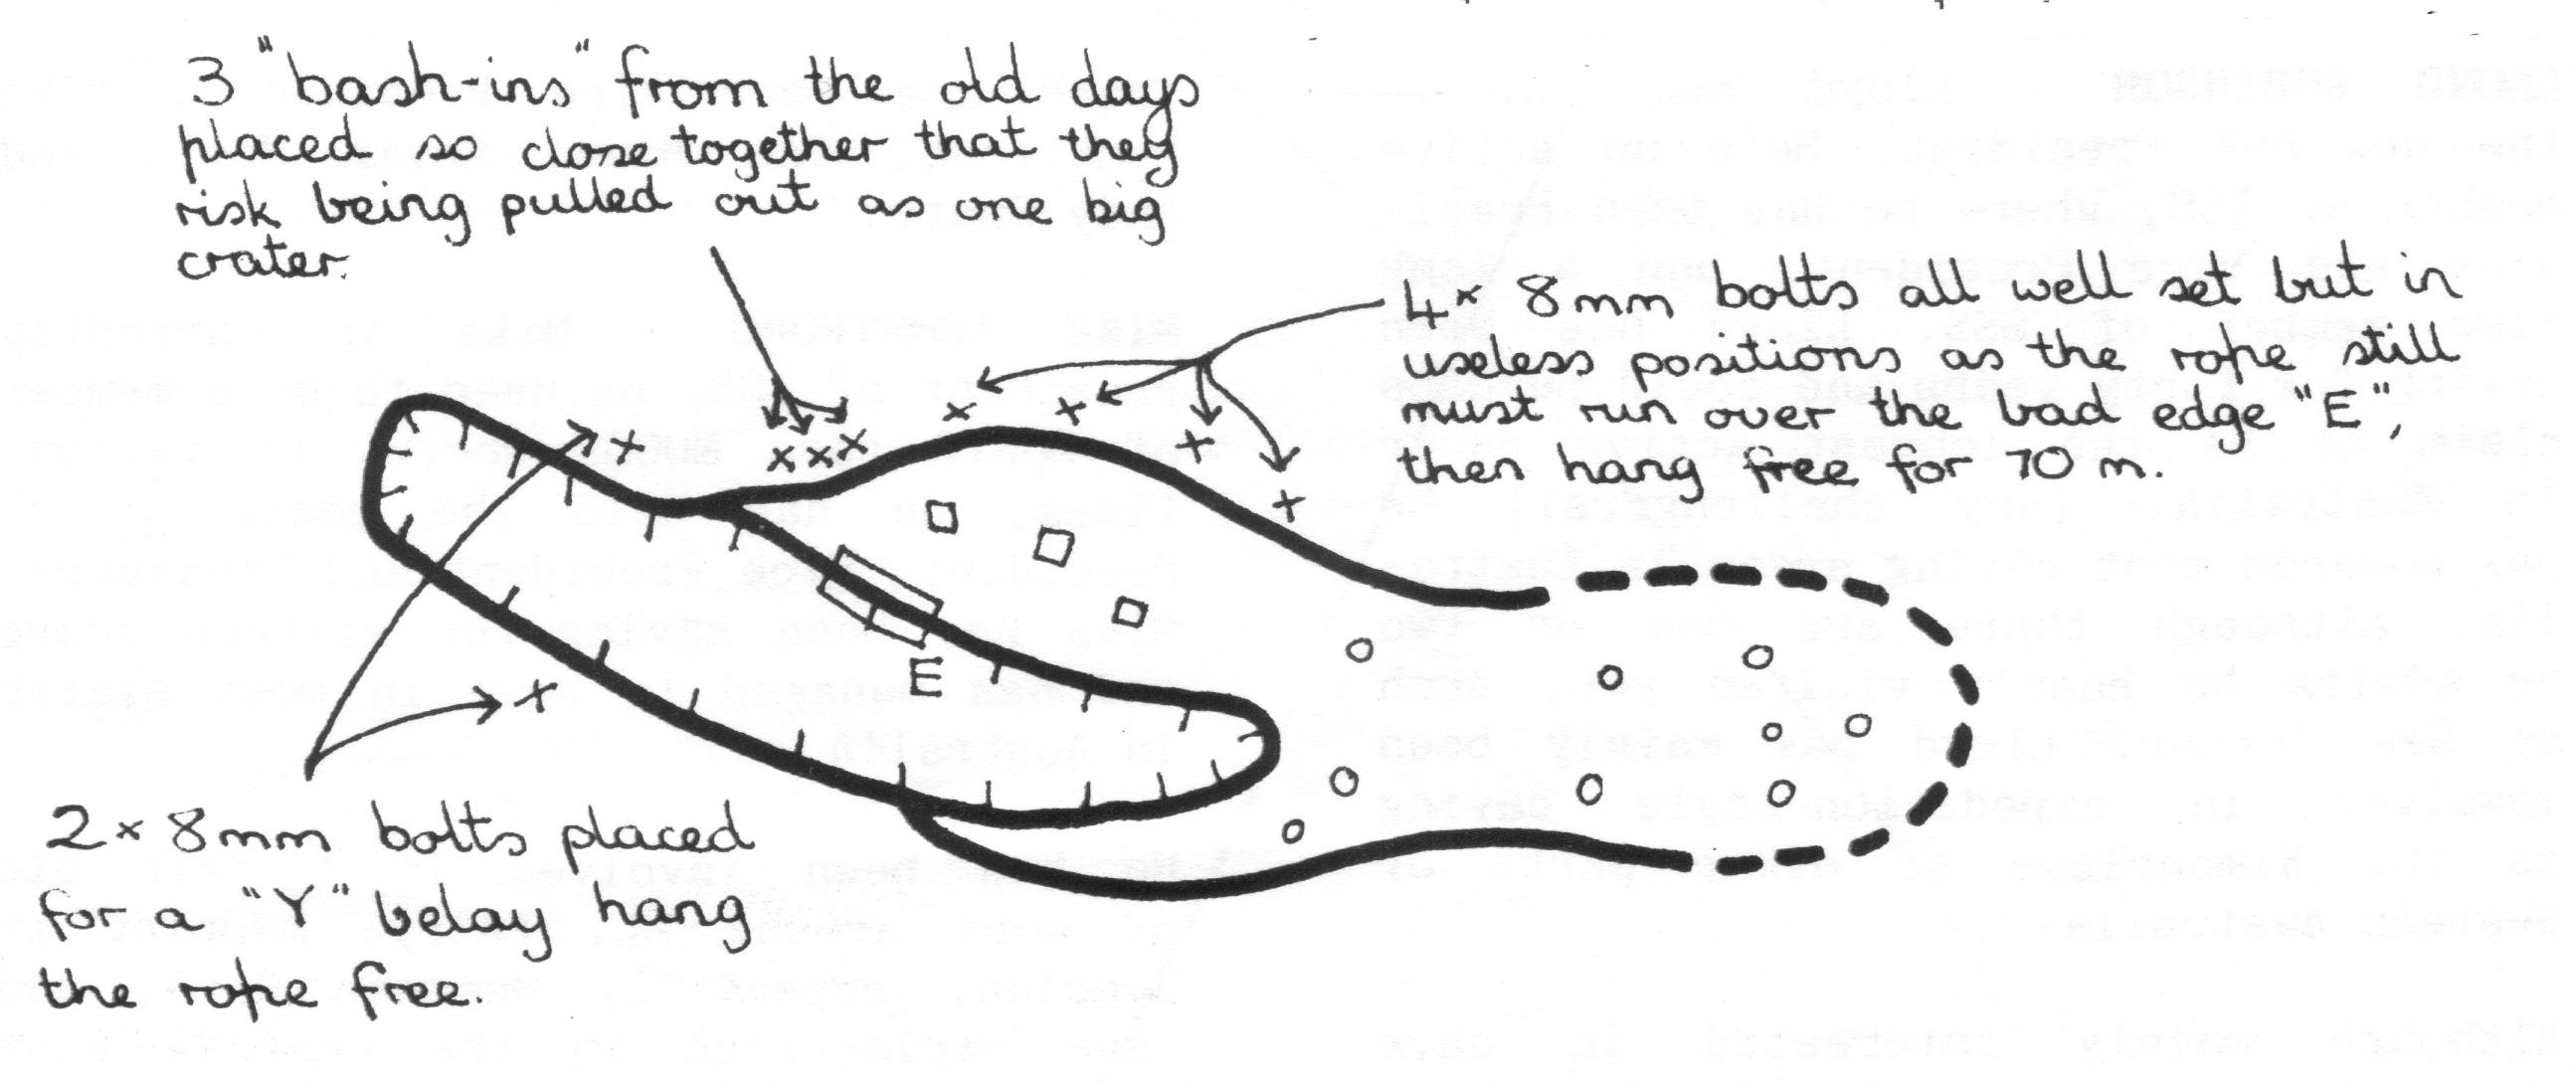 3 "bash-ins" from the old days
placed so close together that they
risk being pulled out as one big
crater.
4x 8mm bolts all well set but in
useless positions as the rope still
must run over the bad edge "E",
then hang free for 70 m.
E
2x 8mm bolts placed
for a "Y" belay hang
the rope free.